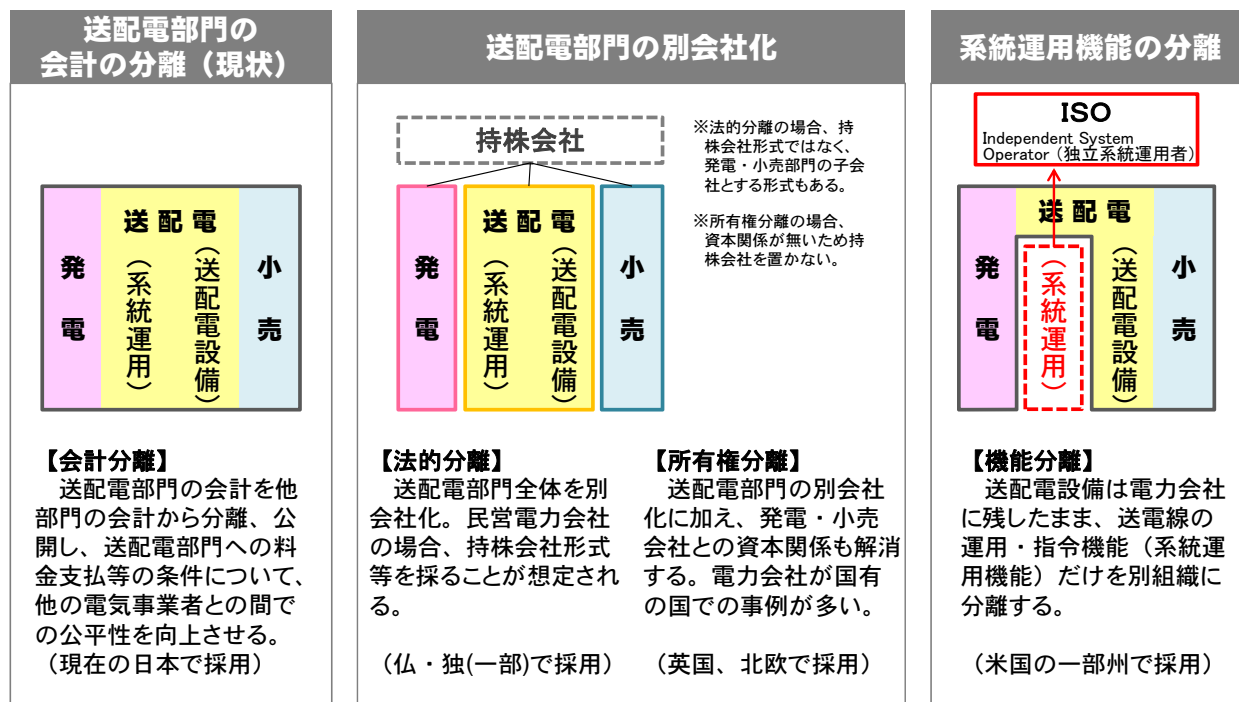 送配電部門の
会計の分離（現状）
発電
送配電
（系統運用）
（送配電設備）
小売
【会計分離】
送配電部門の会計を他
部門の会計から分離、公
開し、送配電部門への料
金支払等の条件について、
他の電気事業者との間で
の公平性を向上させる。
（現在の日本で採用）
送配電部門の別会社化
持株会社
※法的分離の場合、持
株会社形式ではなく、
発電・小売部門の子会
社とする形式もある。
※所有権分離の場合、
資本関係が無いため持
株会社を置かない。
発電
送配電
（系統運用）
（送配電設備）
小売
【法的分離】
送配電部門全体を別
会社化。民営電力会社
の場合、持株会社形式
等を採ることが想定され
る。
（仏・独(一部)で採用）
【所有権分離】
送配電部門の別会社
化に加え、発電・小売
会社との資本関係も解消
する。電力会社が国有
の国での事例が多い。
（英国、北欧で採用）
系統運用機能の分離
ISO
Independent System
Operator（独立系統運用者）
発電
送配電
（系統運用）
（送配電設備）
小売
【機能分離】
送配電設備は電力会社
に残したまま、送電線の
運用・指令機能（系統運
用機能）だけを別組織に
分離する。
（米国の一部州で採用）